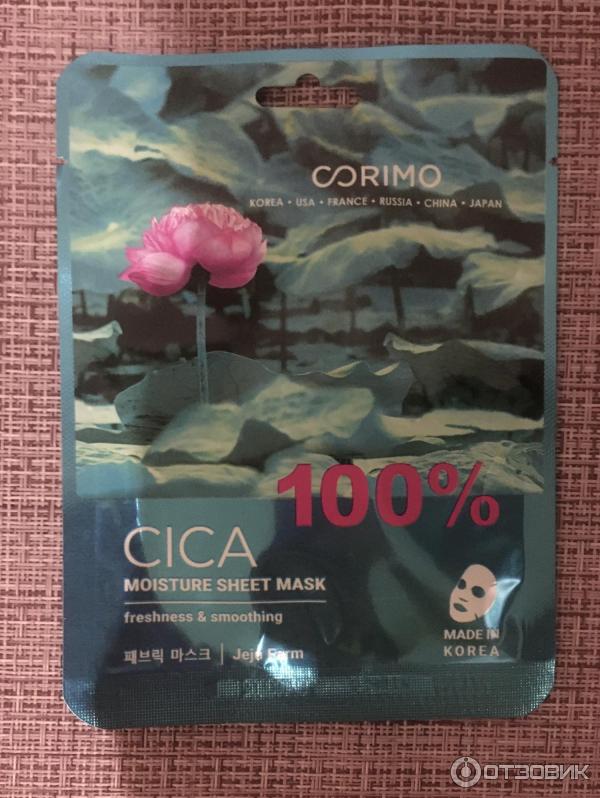 CORIMO
KOREA • USA • FRANCE • RUSSIA • CHINA • JAPAN
100%
CICA
MOISTURE SHEET MASK
freshness & smoothing
패브릭 마스크 | Jeju Farm
MADE IN
KOREA
ОТЗОВИК